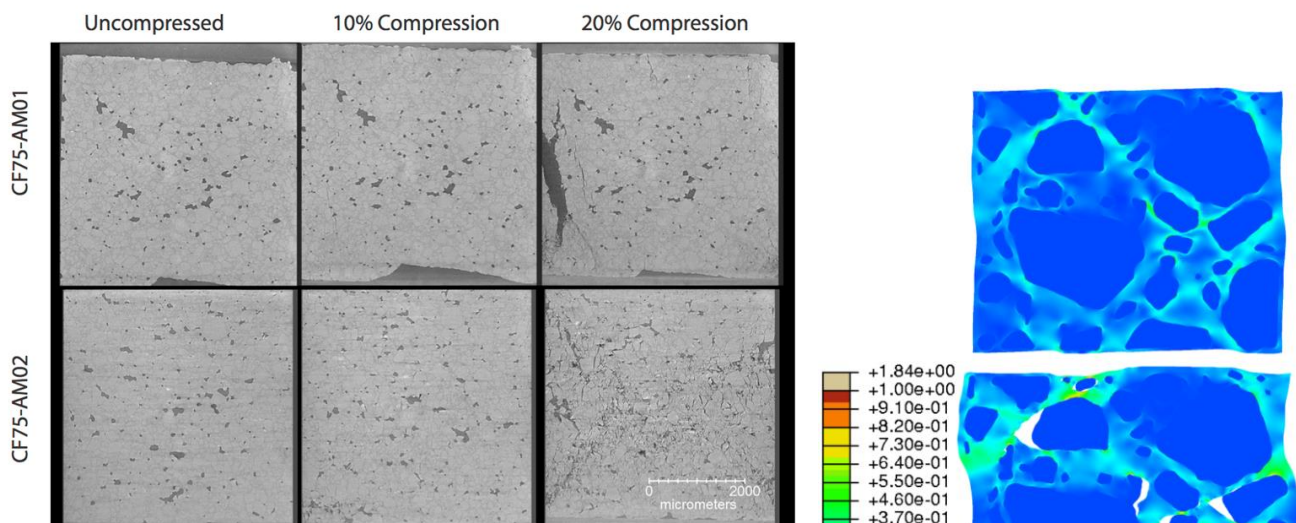 Uncompressed 10% Compression 20% Compression
CF75-AM01
CF75-AM02
0 2000
micrometers
+1.84e+00
+1.00e+00
+9.10e-01
+8.20e-01
+7.30e-01
+6.40e-01
+5.50e-01
+4.60e-01
+3.70e-01